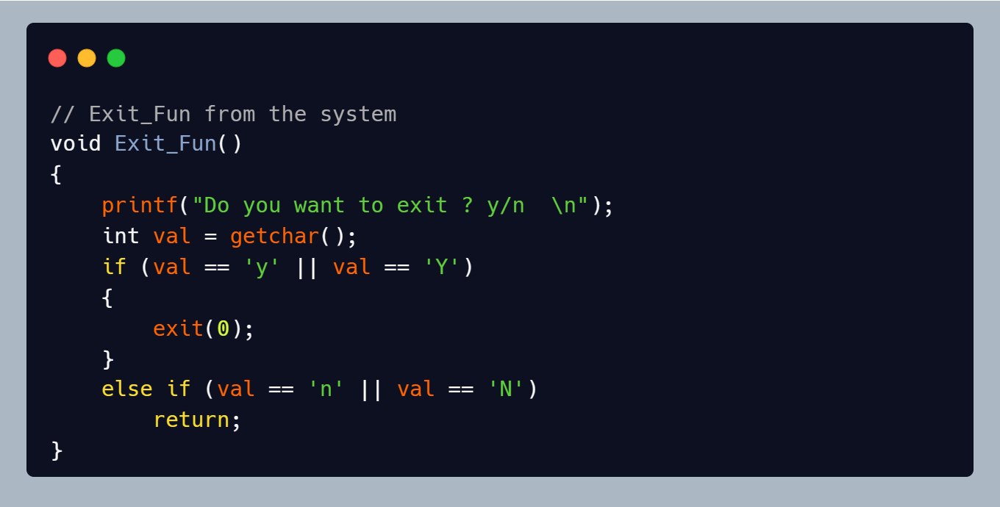 // Exit_Fun from the system
void Exit_Fun()
{
    printf("Do you want to exit ? y/n  \n");
    int val = getchar();
    if (val == 'y' || val == 'Y')
    {
        exit(0);
    }
    else if (val == 'n' || val == 'N')
        return;
}